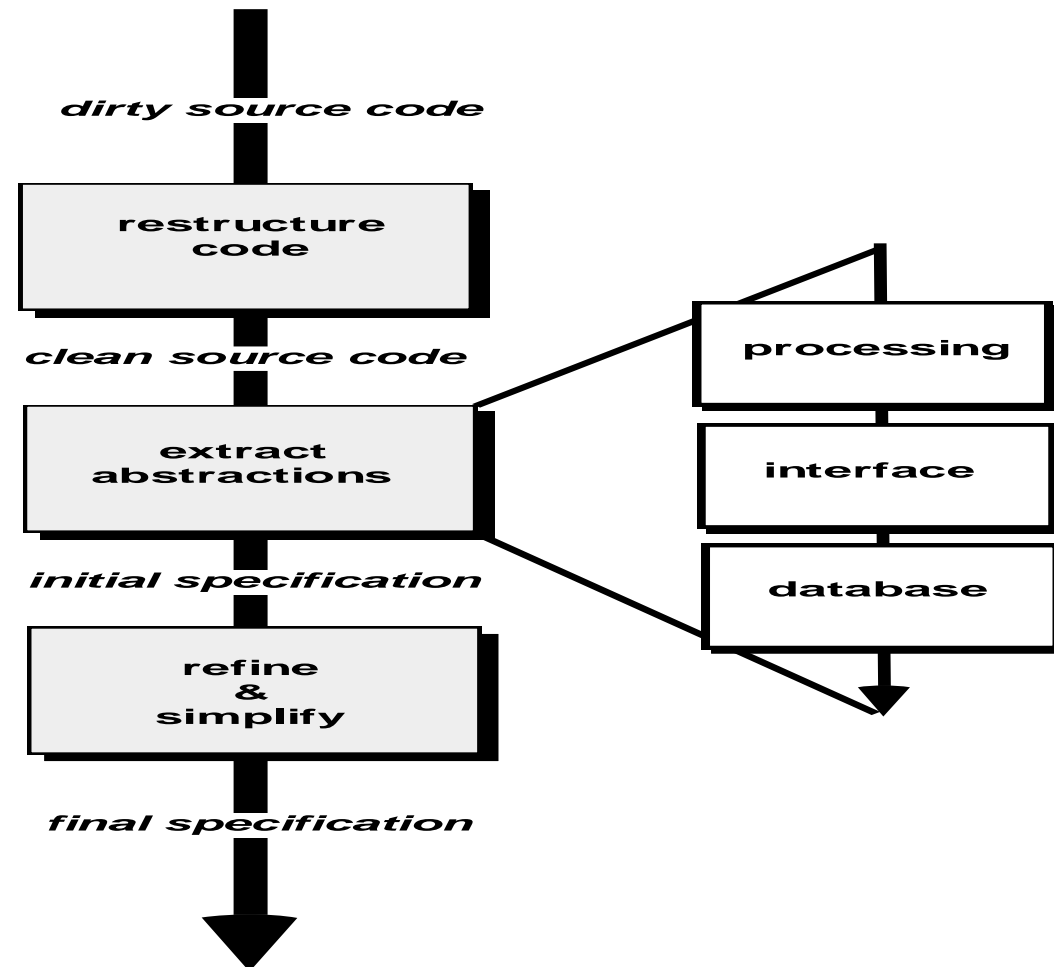 dirty source code
restructure
code
clean source code
extract
abstractions
initial specification
refine
&
simplify
final specification
processing
interface
database